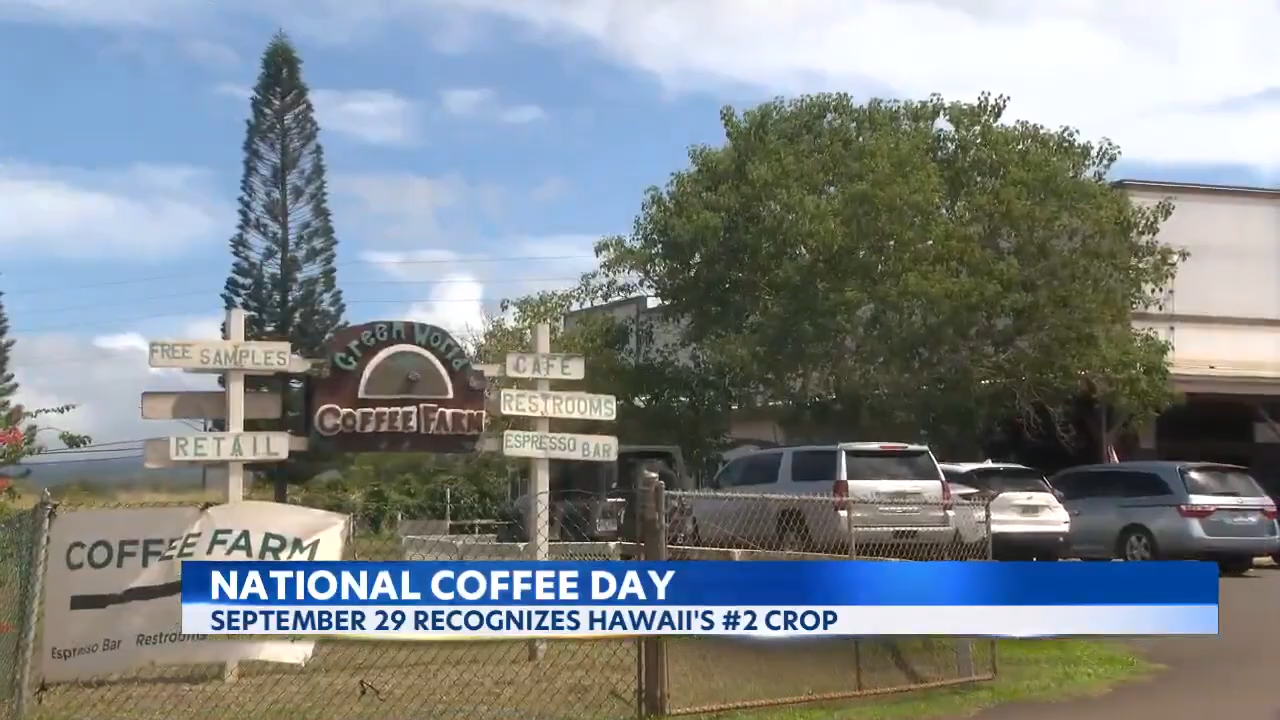 FREE SAMPLES
RETAIL
Green World
COFFEE FARM
CAFE
RESTROOMS
ESPRESSO BAR
COFFEE FARM
Espresso Bar Restrooms
NATIONAL COFFEE DAY
SEPTEMBER 29 RECOGNIZES HAWAII'S #2 CROP